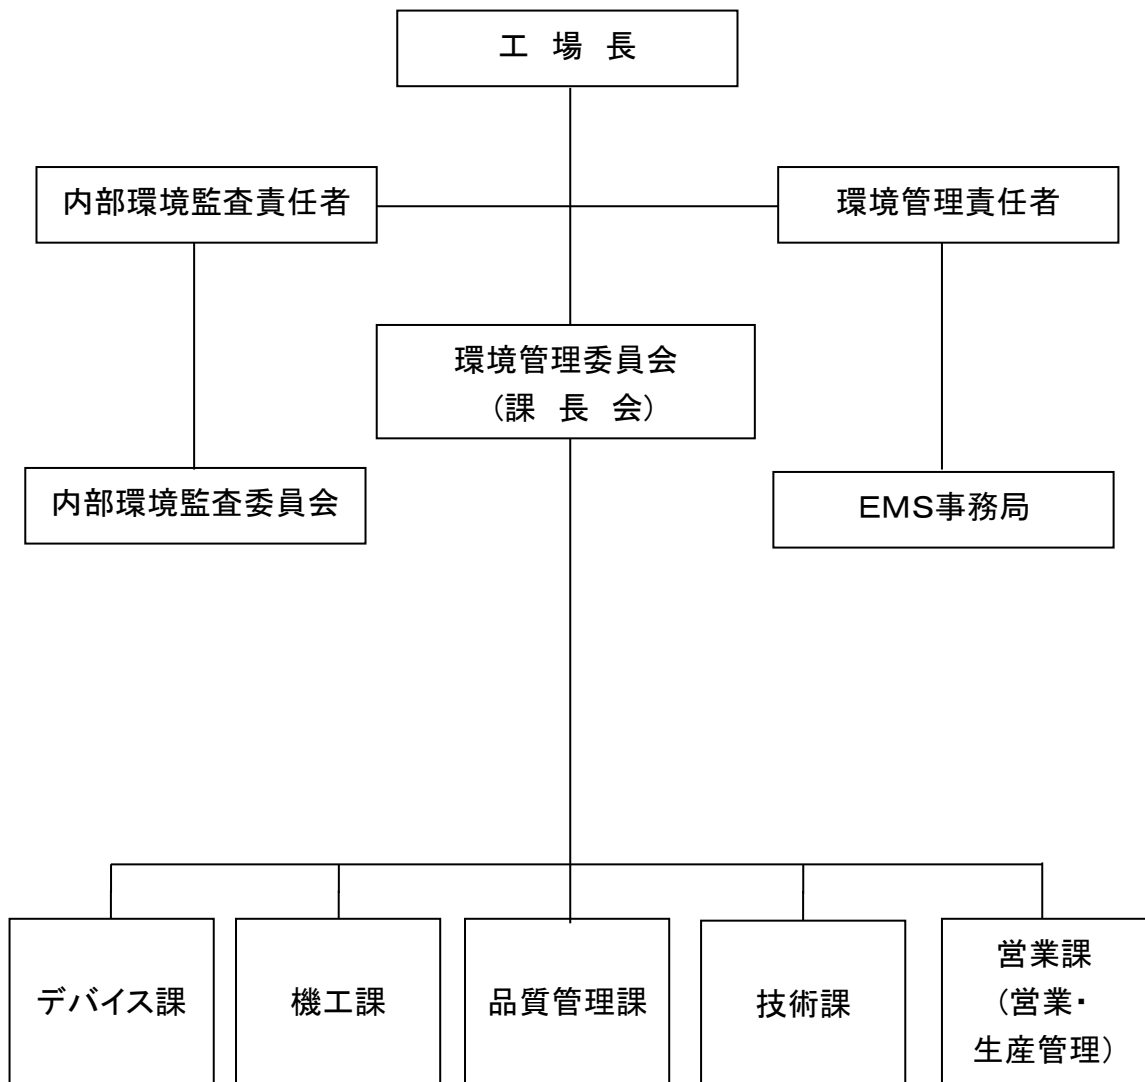 工 場 長
内部環境監査責任者
環境管理責任者
環境管理委員会
（課 長 会）
内部環境監査委員会
EMS事務局
デバイス課
機工課
品質管理課
技術課
営業課
（営業・
生産管理）